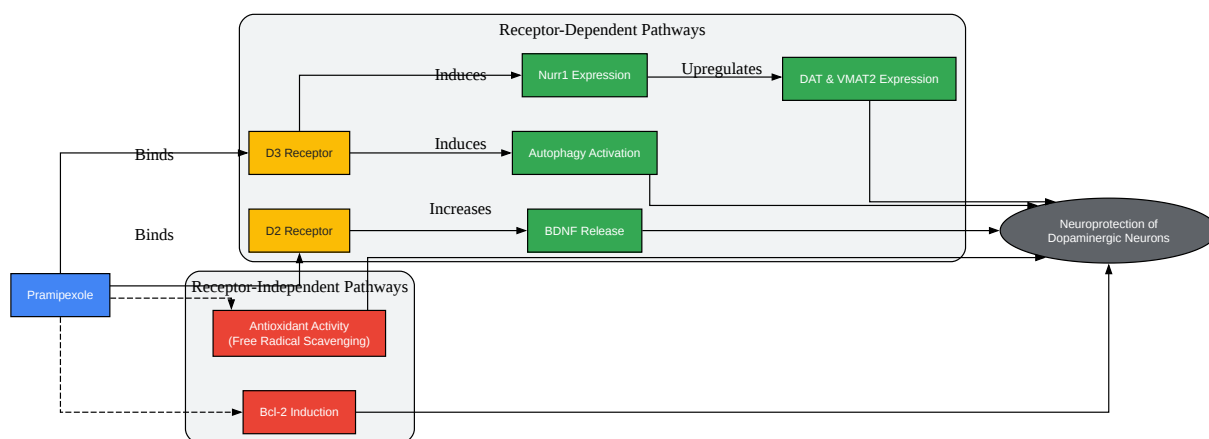 Receptor-Dependent Pathways
Induces
Nurr1 Expression
Upregulates
DAT & VMAT2 Expression
Binds
D3 Receptor
Induces
Autophagy Activation
Binds
D2 Receptor
Increases
BDNF Release
Neuroprotection of
Dopaminergic Neurons
Pramipexole
Receptor-Independent Pathways
Antioxidant Activity
(Free Radical Scavenging)
Bcl-2 Induction